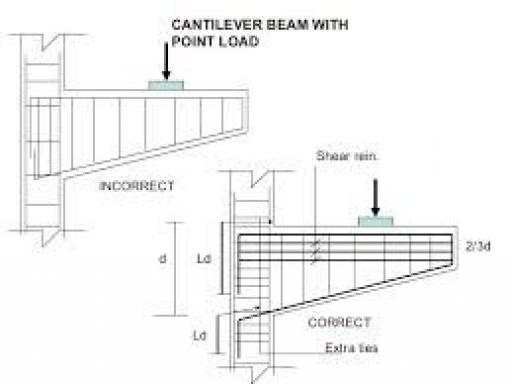 CANTILEVER BEAM WITH
POINT LOAD
INCORRECT
Shear rein.
d
Ld
2/3d
Ld
CORRECT
Extra ties